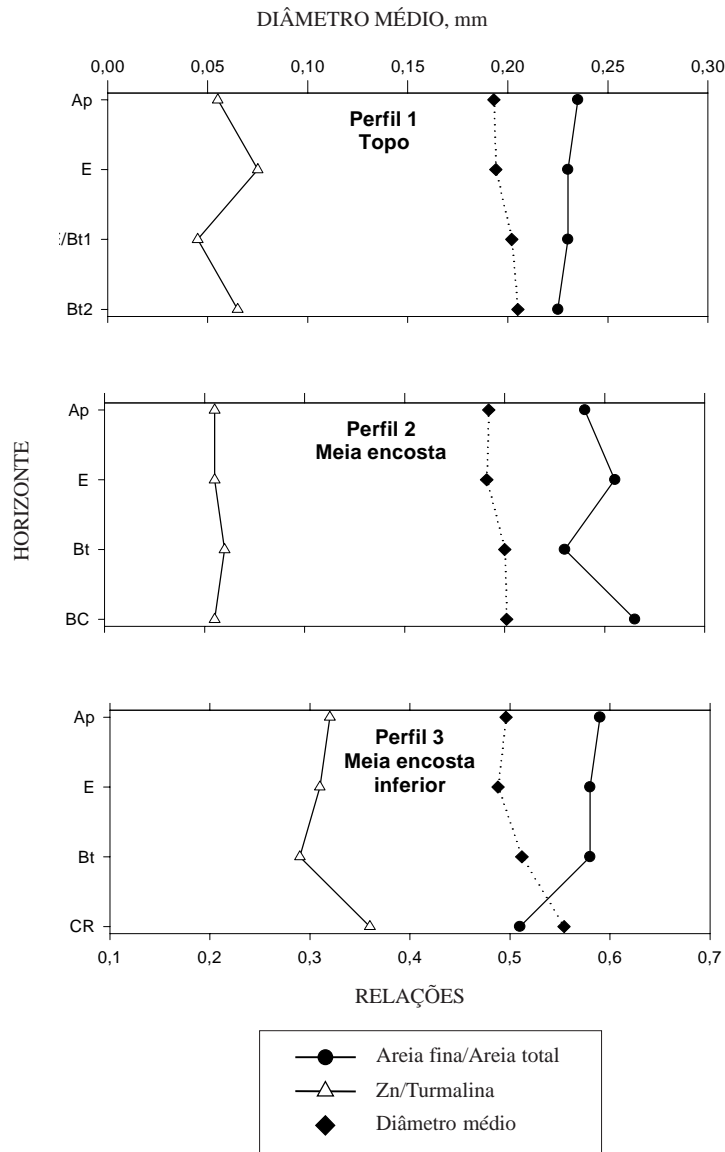 DIÂMETRO MÉDIO, mm
0,00 0,05 0,10 0,15 0,20 0,25 0,30
Perfil 1
Topo
Ap
E
/Bt1
Bt2
HORIZONTE
Perfil 2
Meia encosta
Ap
E
Bt
BC
Perfil 3
Meia encosta
inferior
Ap
E
Bt
CR
0,1 0,2 0,3 0,4 0,5 0,6 0,7
RELAÇÕES
Areia fina/Areia total
Zn/Turmalina
Diâmetro médio